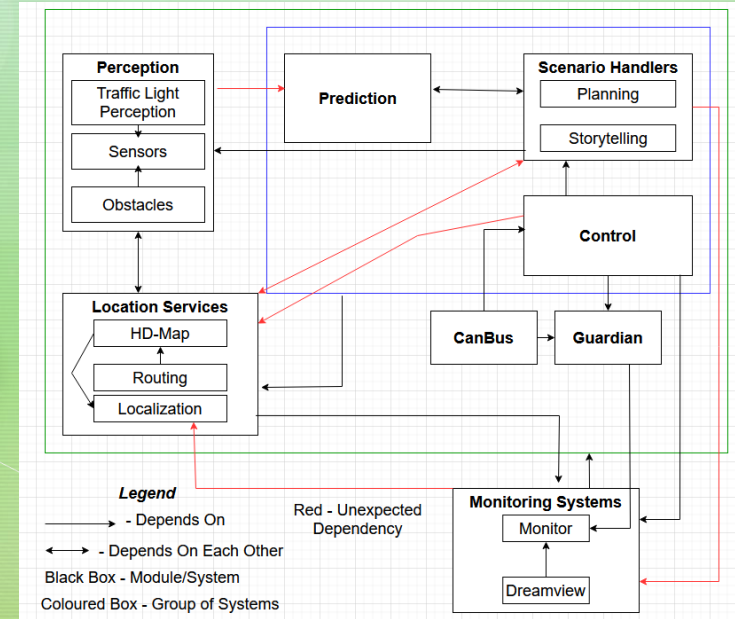 Perception
Traffic Light
Perception
Sensors
Obstacles
Prediction
Scenario Handlers
Planning
Storytelling
Control
Location Services
HD-Map
Routing
Localization
CanBus
Guardian
Monitoring Systems
Monitor
Dreamview
Legend
- Depends On
- Depends On Each Other
Black Box - Module/System
Coloured Box - Group of Systems
Red - Unexpected
Dependency